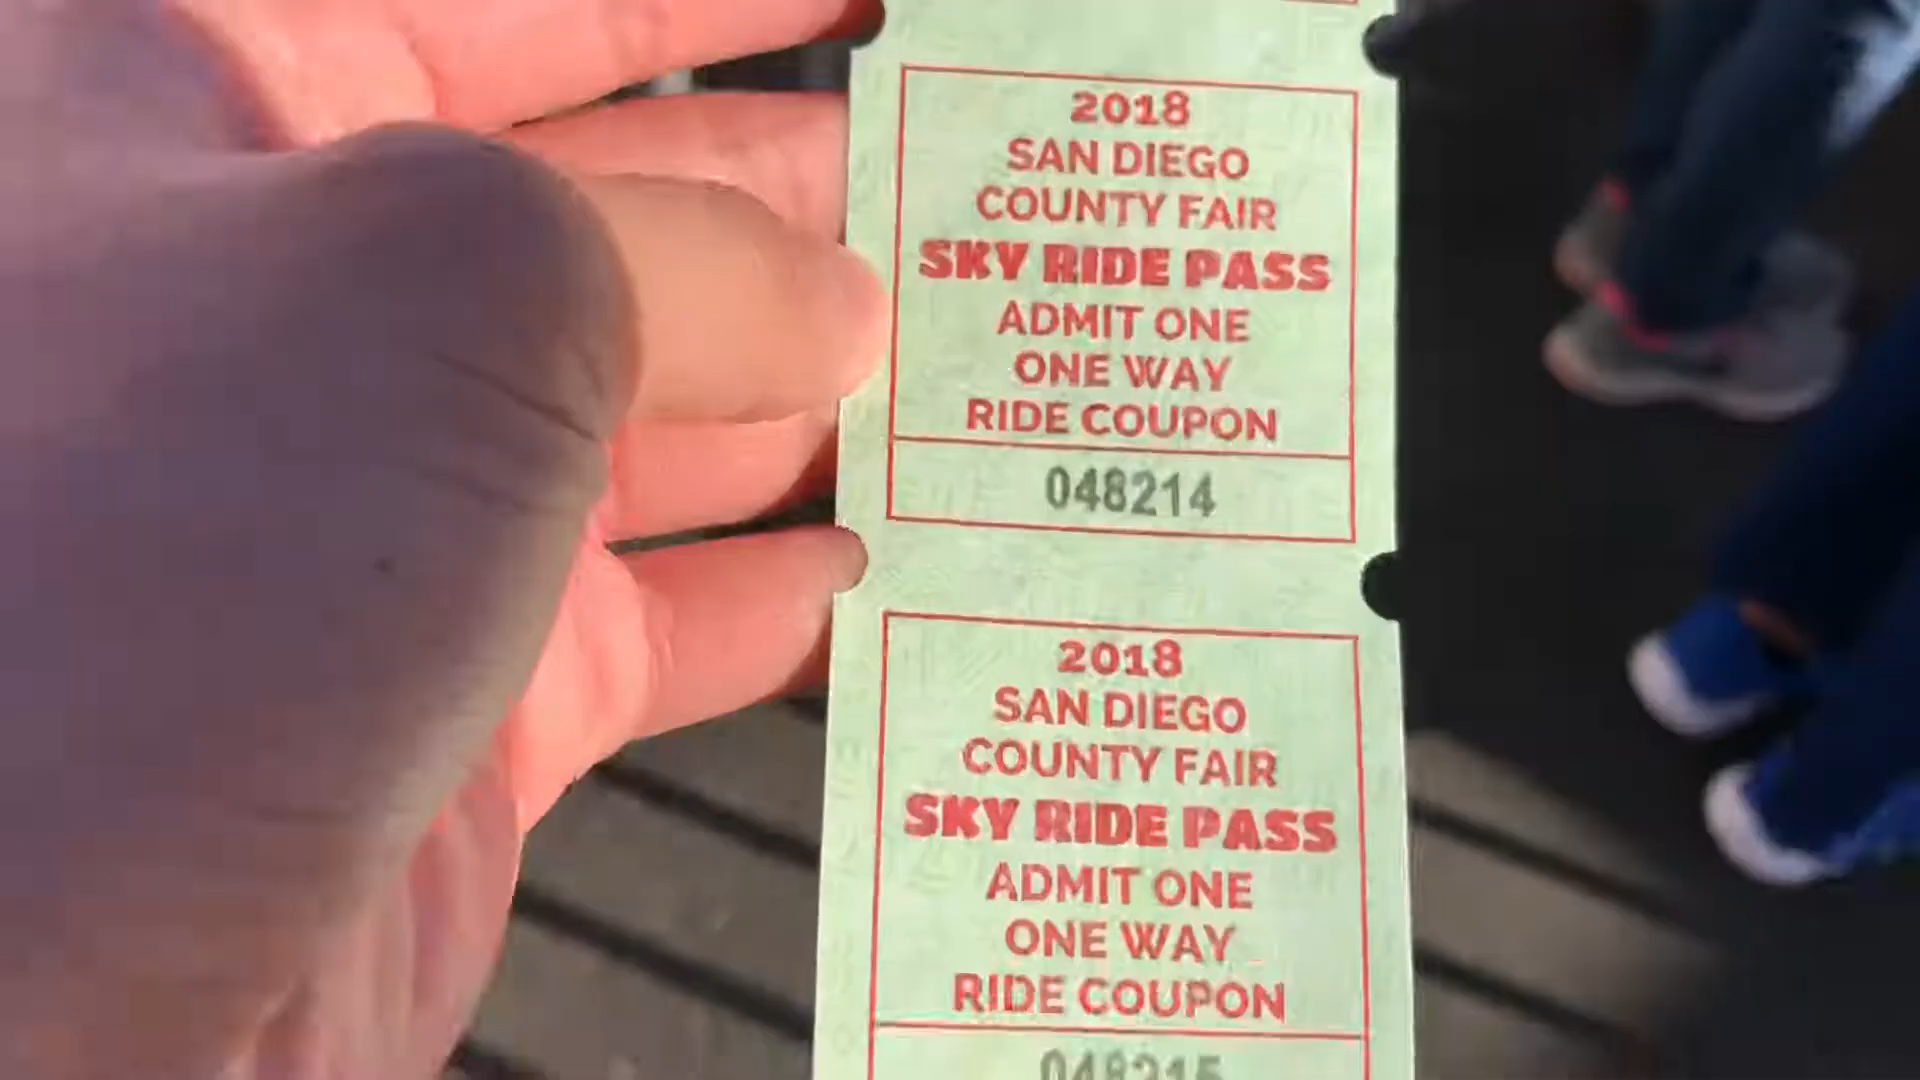 2018
SAN DIEGO
COUNTY FAIR
SKY RIDE PASS
ADMIT ONE
ONE WAY
RIDE COUPON
048214
2018
SAN DIEGO
COUNTY FAIR
SKY RIDE PASS
ADMIT ONE
ONE WAY
RIDE COUPON
048215